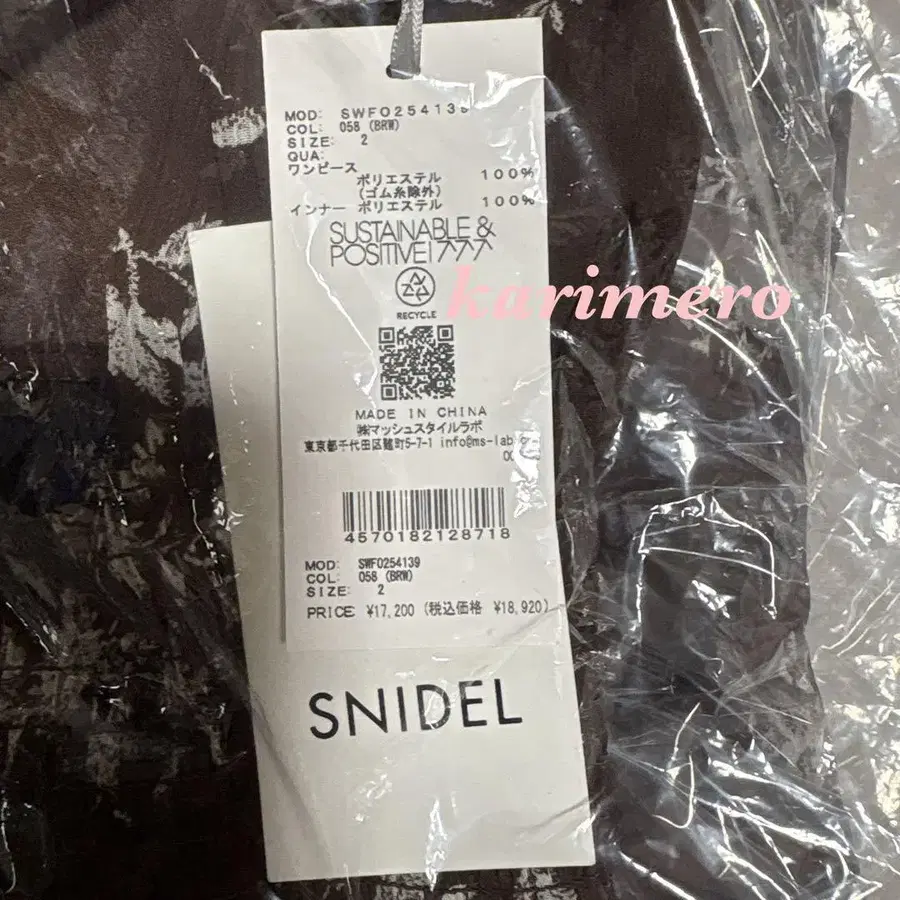 MOD: SWFO254139
COL: 058 (BRW)
SIZE: 2
QUA:
ワンピース
ポリエステル 100%
(ゴム糸除外)
インナー ポリエステル 100%
SUSTAINABLE &
POSITIVE! 777
karimero
RECYCLE
MADE IN CHINA
㈱マッシュスタイルラボ
東京都千代田区麹町5-7-1 info@ms-lab
4570182128718
MOD: SWFO254139
COL: 058 (BRW)
SIZE: 2
PRICE ¥17,200 (税込価格 ¥18,920)
SNIDEL